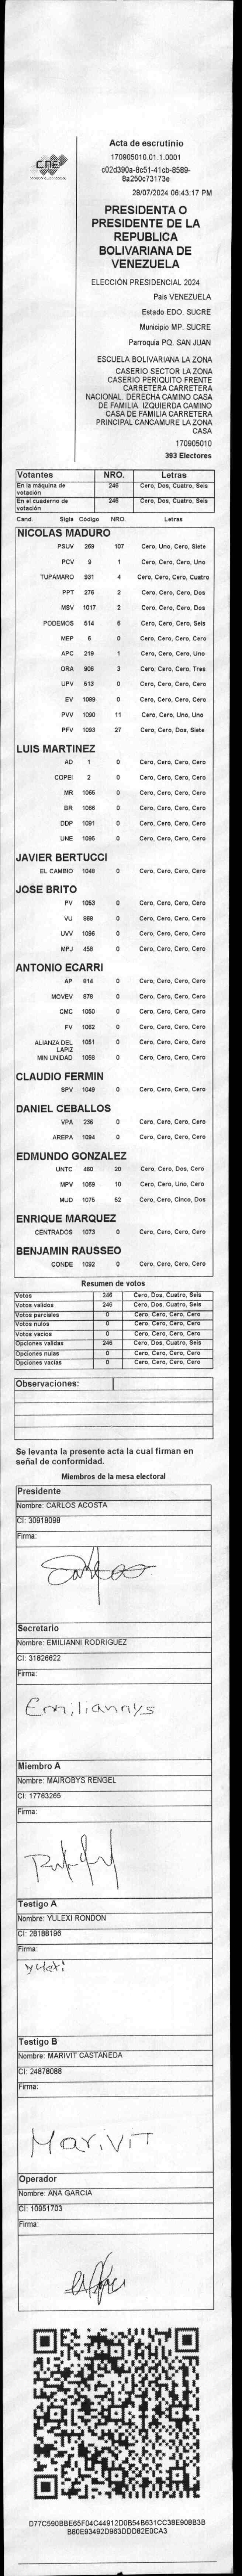 CNE
Acta de escrutinio
170905010.01.1.0001
c02d390a-8c51-41cb-8589-
8a250c73173e
28/07/2024 06:43:17 PM
PRESIDENTA O
PRESIDENTE DE LA
REPUBLICA
BOLIVARIANA DE
VENEZUELA
ELECCIÓN PRESIDENCIAL 2024
Pais VENEZUELA
Estado EDO. SUCRE
Municipio MP. SUCRE
Parroquia PQ. SAN JUAN
ESCUELA BOLIVARIANA LA ZONA
CASERIO SECTOR LA ZONA
CASERIO PERIQUITO FRENTE
CARRETERA CARRETERA
NACIONAL. DERECHA CAMINO CASA
DE FAMILIA. IZQUIERDA CAMINO
CASA DE FAMILIA CARRETERA
PRINCIPAL CANCAMURE LA ZONA
CASA
170905010
393 Electores
Votantes NRO. Letras
En la máquina de votación 246 Cero, Dos, Cuatro, Seis
En el cuaderno de votación 246 Cero, Dos, Cuatro, Seis
Cand. Sigla Código NRO. Letras
NICOLAS MADURO
PSUV 269 107 Cero, Uno, Cero, Siete
PCV 9 1 Cero, Cero, Cero, Uno
TUPAMARO 931 4 Cero, Cero, Cero, Cuatro
PPT 276 2 Cero, Cero, Cero, Dos
MSV 1017 2 Cero, Cero, Cero, Dos
PODEMOS 514 6 Cero, Cero, Cero, Seis
MEP 6 0 Cero, Cero, Cero, Cero
APC 219 1 Cero, Cero, Cero, Uno
ORA 906 3 Cero, Cero, Cero, Tres
UPV 513 0 Cero, Cero, Cero, Cero
EV 1089 0 Cero, Cero, Cero, Cero
PVV 1090 11 Cero, Cero, Uno, Uno
PFV 1093 27 Cero, Cero, Dos, Siete
LUIS MARTINEZ
AD 1 0 Cero, Cero, Cero, Cero
COPEI 2 0 Cero, Cero, Cero, Cero
MR 1065 0 Cero, Cero, Cero, Cero
BR 1066 0 Cero, Cero, Cero, Cero
DDP 1091 0 Cero, Cero, Cero, Cero
UNE 1095 0 Cero, Cero, Cero, Cero
JAVIER BERTUCCI
EL CAMBIO 1048 0 Cero, Cero, Cero, Cero
JOSE BRITO
PV 1053 0 Cero, Cero, Cero, Cero
VU 868 0 Cero, Cero, Cero, Cero
UVV 1096 0 Cero, Cero, Cero, Cero
MPJ 458 0 Cero, Cero, Cero, Cero
ANTONIO ECARRI
AP 814 0 Cero, Cero, Cero, Cero
MOVEV 878 0 Cero, Cero, Cero, Cero
CMC 1050 0 Cero, Cero, Cero, Cero
FV 1062 0 Cero, Cero, Cero, Cero
ALIANZA DEL LAPIZ 1051 0 Cero, Cero, Cero, Cero
MIN UNIDAD 1068 0 Cero, Cero, Cero, Cero
CLAUDIO FERMIN
SPV 1049 0 Cero, Cero, Cero, Cero
DANIEL CEBALLOS
VPA 236 0 Cero, Cero, Cero, Cero
AREPA 1094 0 Cero, Cero, Cero, Cero
EDMUNDO GONZALEZ
UNTC 460 20 Cero, Cero, Dos, Cero
MPV 1069 10 Cero, Cero, Uno, Cero
MUD 1075 52 Cero, Cero, Cinco, Dos
ENRIQUE MARQUEZ
CENTRADOS 1073 0 Cero, Cero, Cero, Cero
BENJAMIN RAUSSEO
CONDE 1092 0 Cero, Cero, Cero, Cero
Resumen de votos
Votos 246 Cero, Dos, Cuatro, Seis
Votos validos 246 Cero, Dos, Cuatro, Seis
Votos parciales 0 Cero, Cero, Cero, Cero
Votos nulos 0 Cero, Cero, Cero, Cero
Votos vacios 0 Cero, Cero, Cero, Cero
Opciones validas 246 Cero, Dos, Cuatro, Seis
Opciones nulas 0 Cero, Cero, Cero, Cero
Opciones vacias 0 Cero, Cero, Cero, Cero
Observaciones:
Se levanta la presente acta la cual firman en
señal de conformidad.
Miembros de la mesa electoral
Presidente
Nombre: CARLOS ACOSTA
CI: 30918098
Firma:
Secretario
Nombre: EMILIANNI RODRIGUEZ
CI: 31826622
Firma:
Emiliannys
Miembro A
Nombre: MAIROBYS RENGEL
CI: 17763265
Firma:
Testigo A
Nombre: YULEXI RONDON
CI: 28188196
Firma:
yulexi
Testigo B
Nombre: MARIVIT CASTAÑEDA
CI: 24878088
Firma:
Marivit
Operador
Nombre: ANA GARCIA
CI: 10951703
Firma:
D77C590BBE65F04C44912D0B54B631CC38E908B3B
B80E93492D963DDD82E0CA3